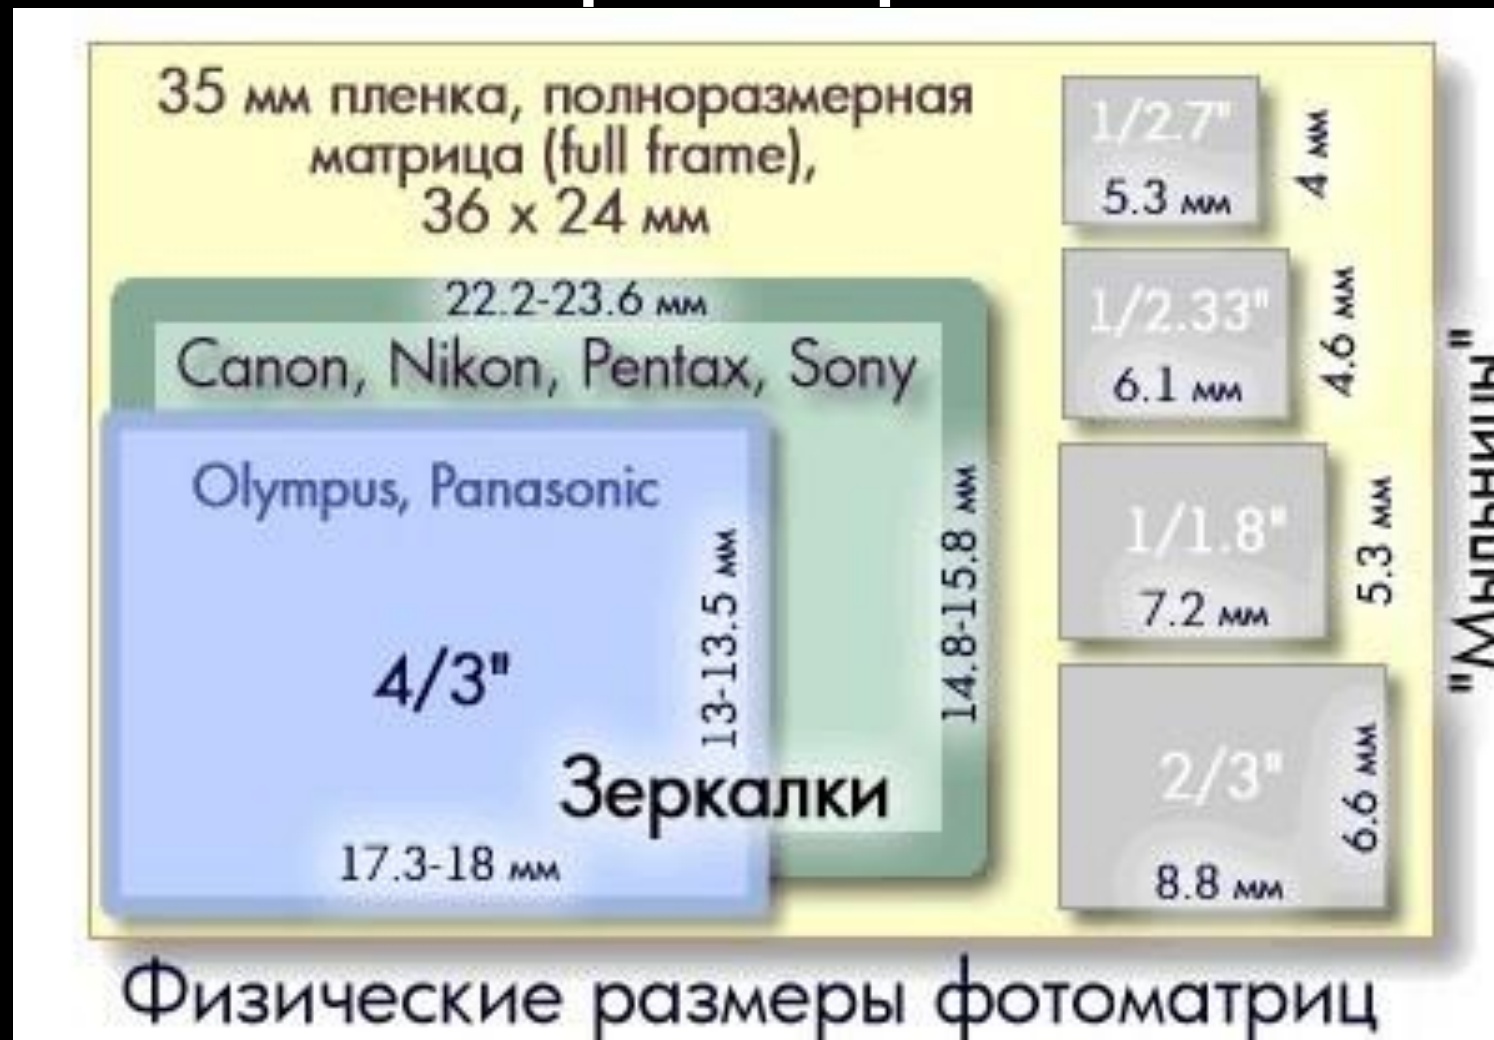 35 мм пленка, полноразмерная
матрица (full frame),
36 x 24 мм
22.2-23.6 мм
Canon, Nikon, Pentax, Sony
14.8-15.8 мм
Olympus, Panasonic
4/3"
13-13.5 мм
17.3-18 мм
Зеркалки
1/2.7"
5.3 мм
4 мм
1/2.33"
6.1 мм
4.6 мм
1/1.8"
7.2 мм
5.3 мм
2/3"
8.8 мм
6.6 мм
"Мыльницы"
Физические размеры фотоматриц